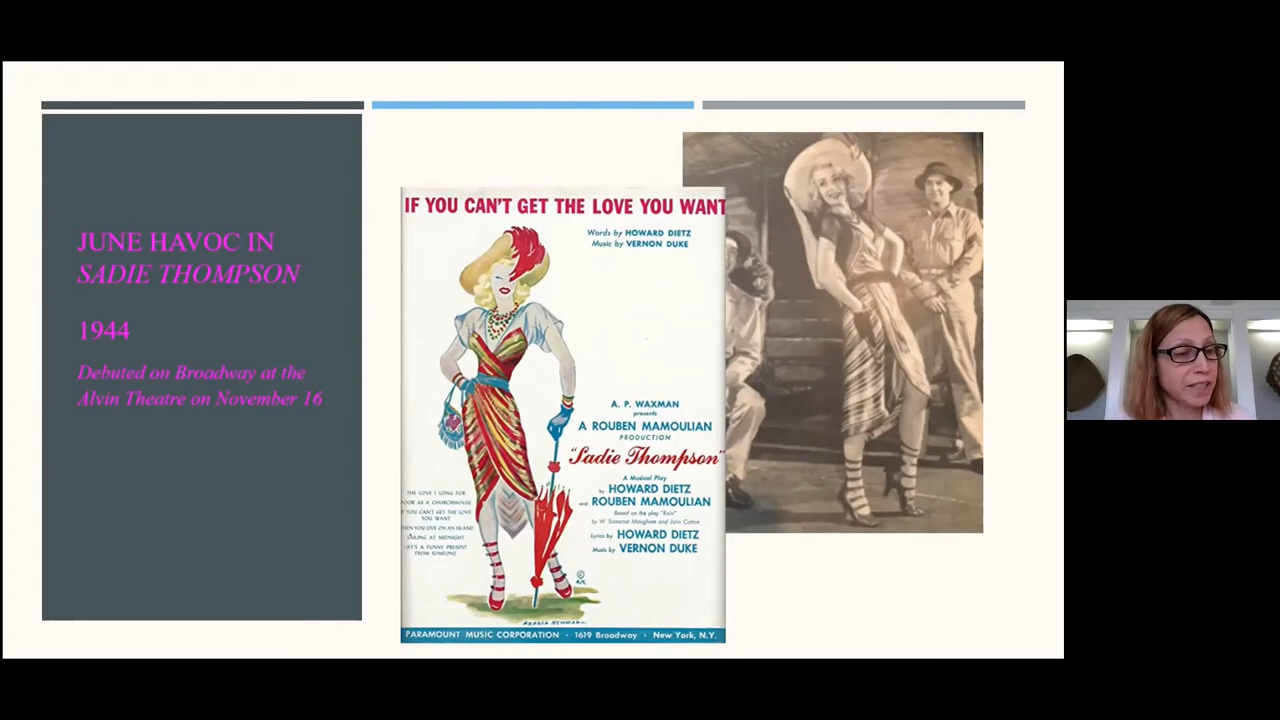 JUNE HAVOC IN
SADIE THOMPSON
1944
Debuted on Broadway at the
Alvin Theatre on November 16
IF YOU CAN'T GET THE LOVE YOU WANT
Words by HOWARD DIETZ
Music by VERNON DUKE
A. P. WAXMAN
presents
A ROUBEN MAMOULIAN
PRODUCTION
"Sadie Thompson"
A Musical Play
by HOWARD DIETZ
and ROUBEN MAMOULIAN
Based on the play "Rain"
by W. Somerset Maugham and John Colton
Lyrics by HOWARD DIETZ
Music by VERNON DUKE
THE LOVE I LONG FOR
POOR AS A CHURCHMOUSE
IF YOU CAN'T GET THE LOVE
YOU WANT
WHEN YOU LIVE ON AN ISLAND
SAILING AT MIDNIGHT
LIFE'S A FUNNY PRESENT
FROM SOMEONE
PARAMOUNT MUSIC CORPORATION · 1619 Broadway · New York, N.Y.